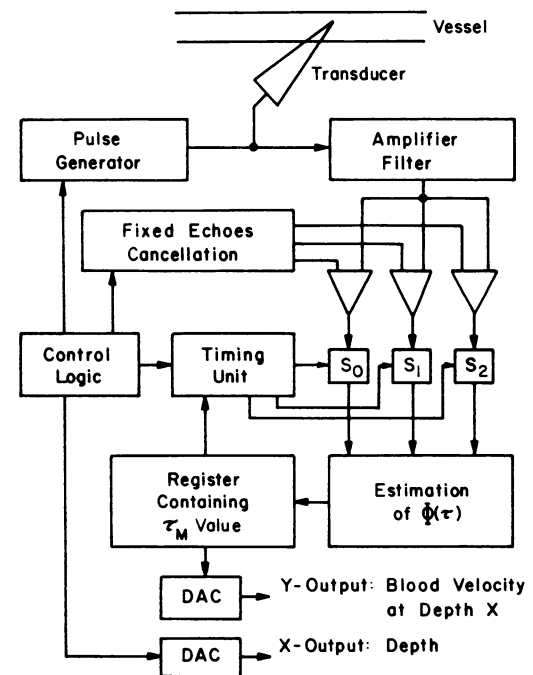 Vessel
Transducer
Pulse
Generator
Amplifier
Filter
Fixed Echoes
Cancellation
Control
Logic
Timing
Unit
S₀
S₁
S₂
Register
Containing
τ_M Value
Estimation
of Φ(τ)
DAC
Y-Output: Blood Velocity
at Depth X
DAC
X-Output: Depth